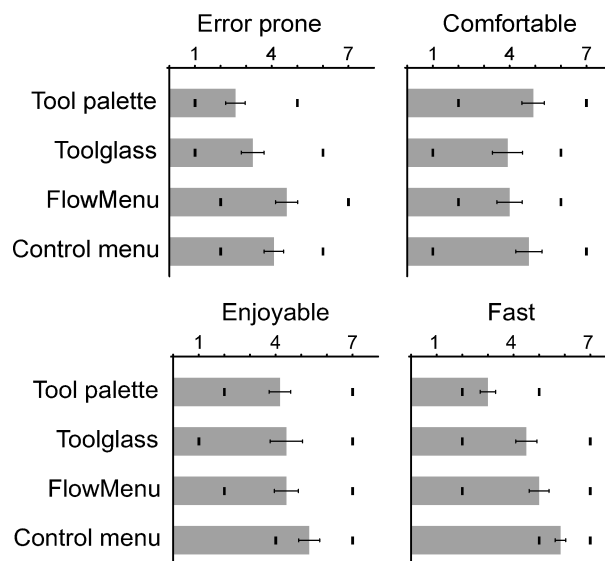 Error prone Comfortable
1 4 7 1 4 7
Tool palette
Toolglass
FlowMenu
Control menu
Enjoyable Fast
1 4 7 1 4 7
Tool palette
Toolglass
FlowMenu
Control menu